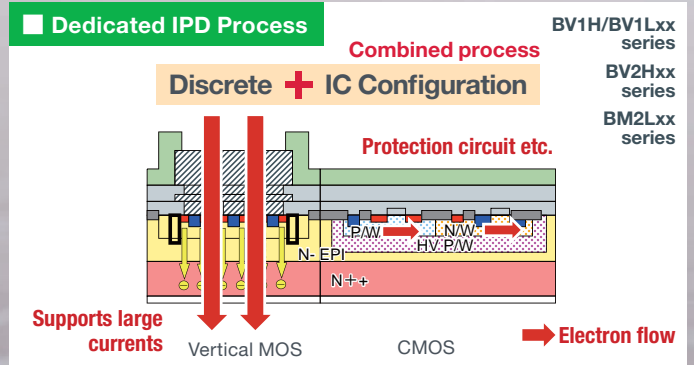 Dedicated IPD Process
BV1H/BV1Lxx
series
BV2Hxx
series
BM2Lxx
series
Combined process
Discrete + IC Configuration
Protection circuit etc.
P/W
N/W
HV P/W
N- EPI
N++
Supports large
currents
Vertical MOS
CMOS
Electron flow